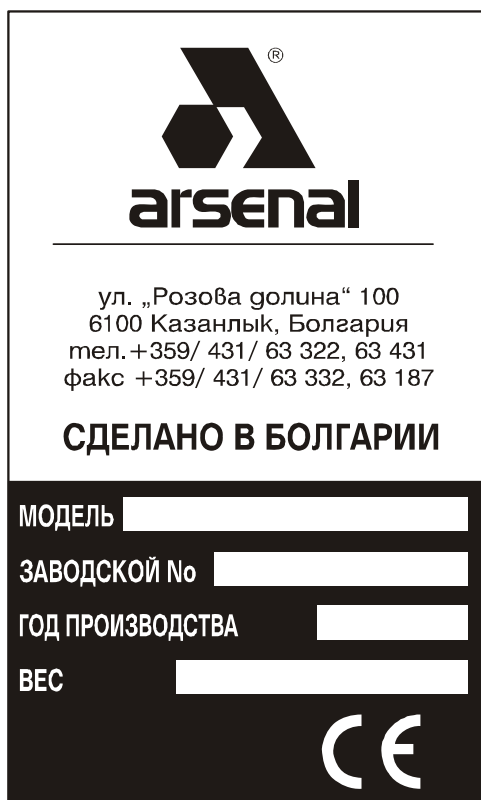 ®
arsenal
ул. „Розова долина“ 100
6100 Казанлык, Болгария
тел.+359/ 431/ 63 322, 63 431
факс +359/ 431/ 63 332, 63 187
СДЕЛАНО В БОЛГАРИИ
МОДЕЛЬ
ЗАВОДСКОЙ No
ГОД ПРОИЗВОДСТВА
ВЕС
CE